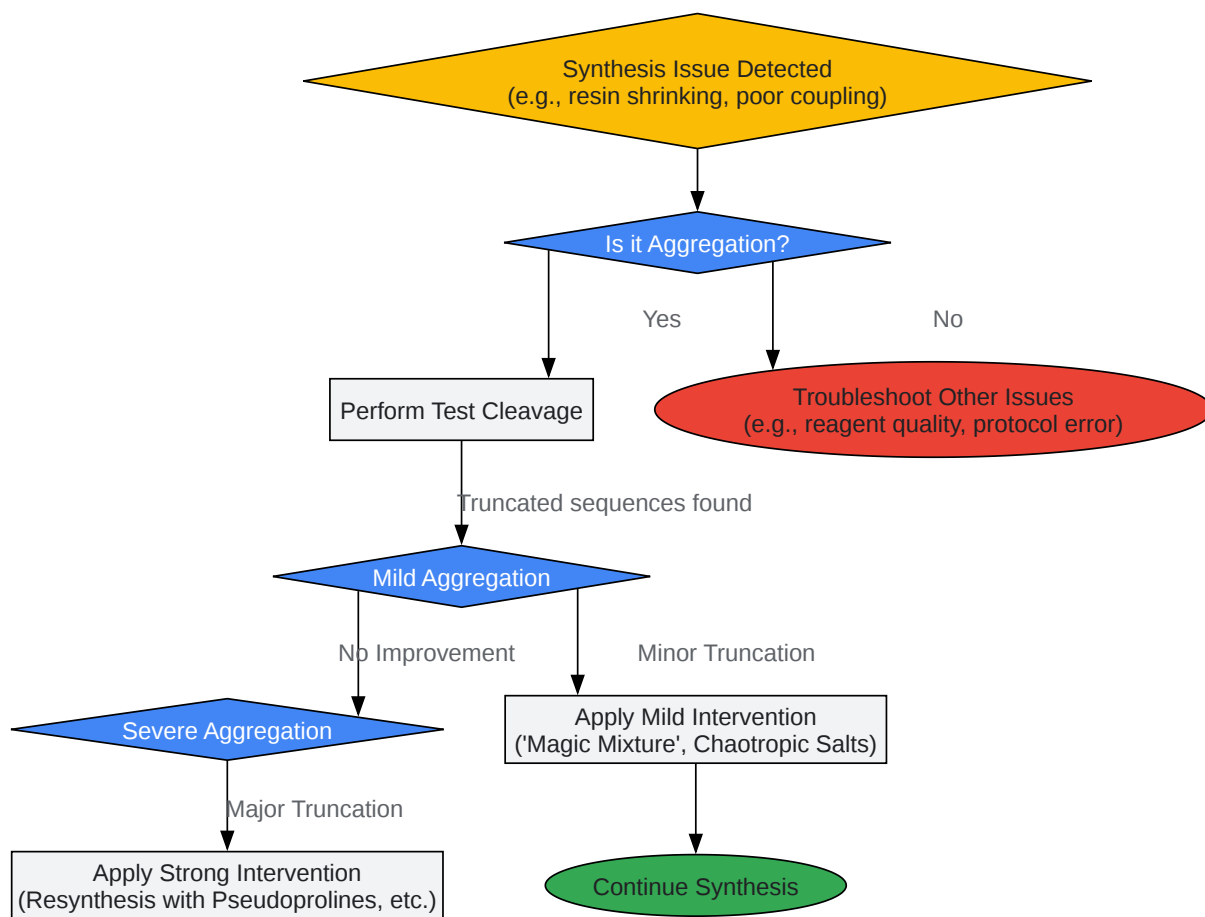 Synthesis Issue Detected
(e.g., resin shrinking, poor coupling)
Is it Aggregation?
Yes
No
Perform Test Cleavage
Troubleshoot Other Issues
(e.g., reagent quality, protocol error)
Truncated sequences found
Mild Aggregation
No Improvement
Minor Truncation
Severe Aggregation
Apply Mild Intervention
('Magic Mixture', Chaotropic Salts)
Major Truncation
Apply Strong Intervention
(Resynthesis with Pseudoprolines, etc.)
Continue Synthesis